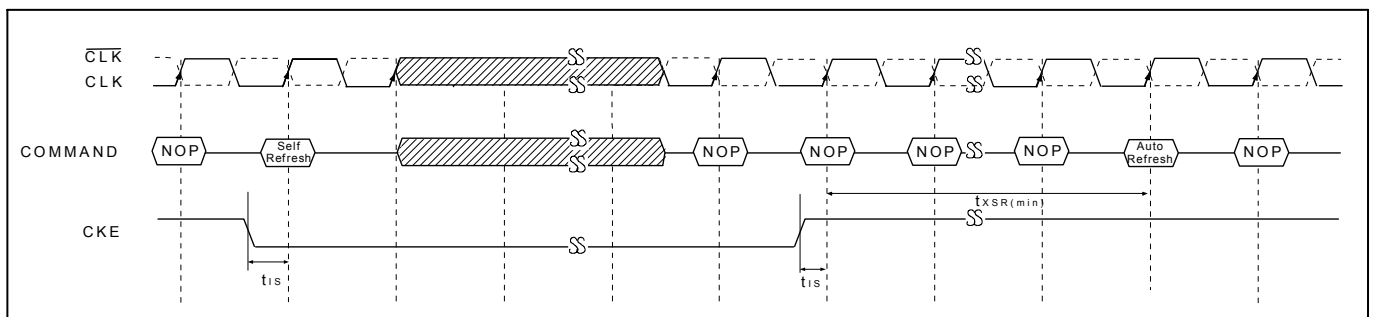 CLK
CLK
COMMAND
NOP
Self
Refresh
NOP
NOP
NOP
NOP
Auto
Refresh
NOP
tXSR(min)
CKE
tIS
tIS